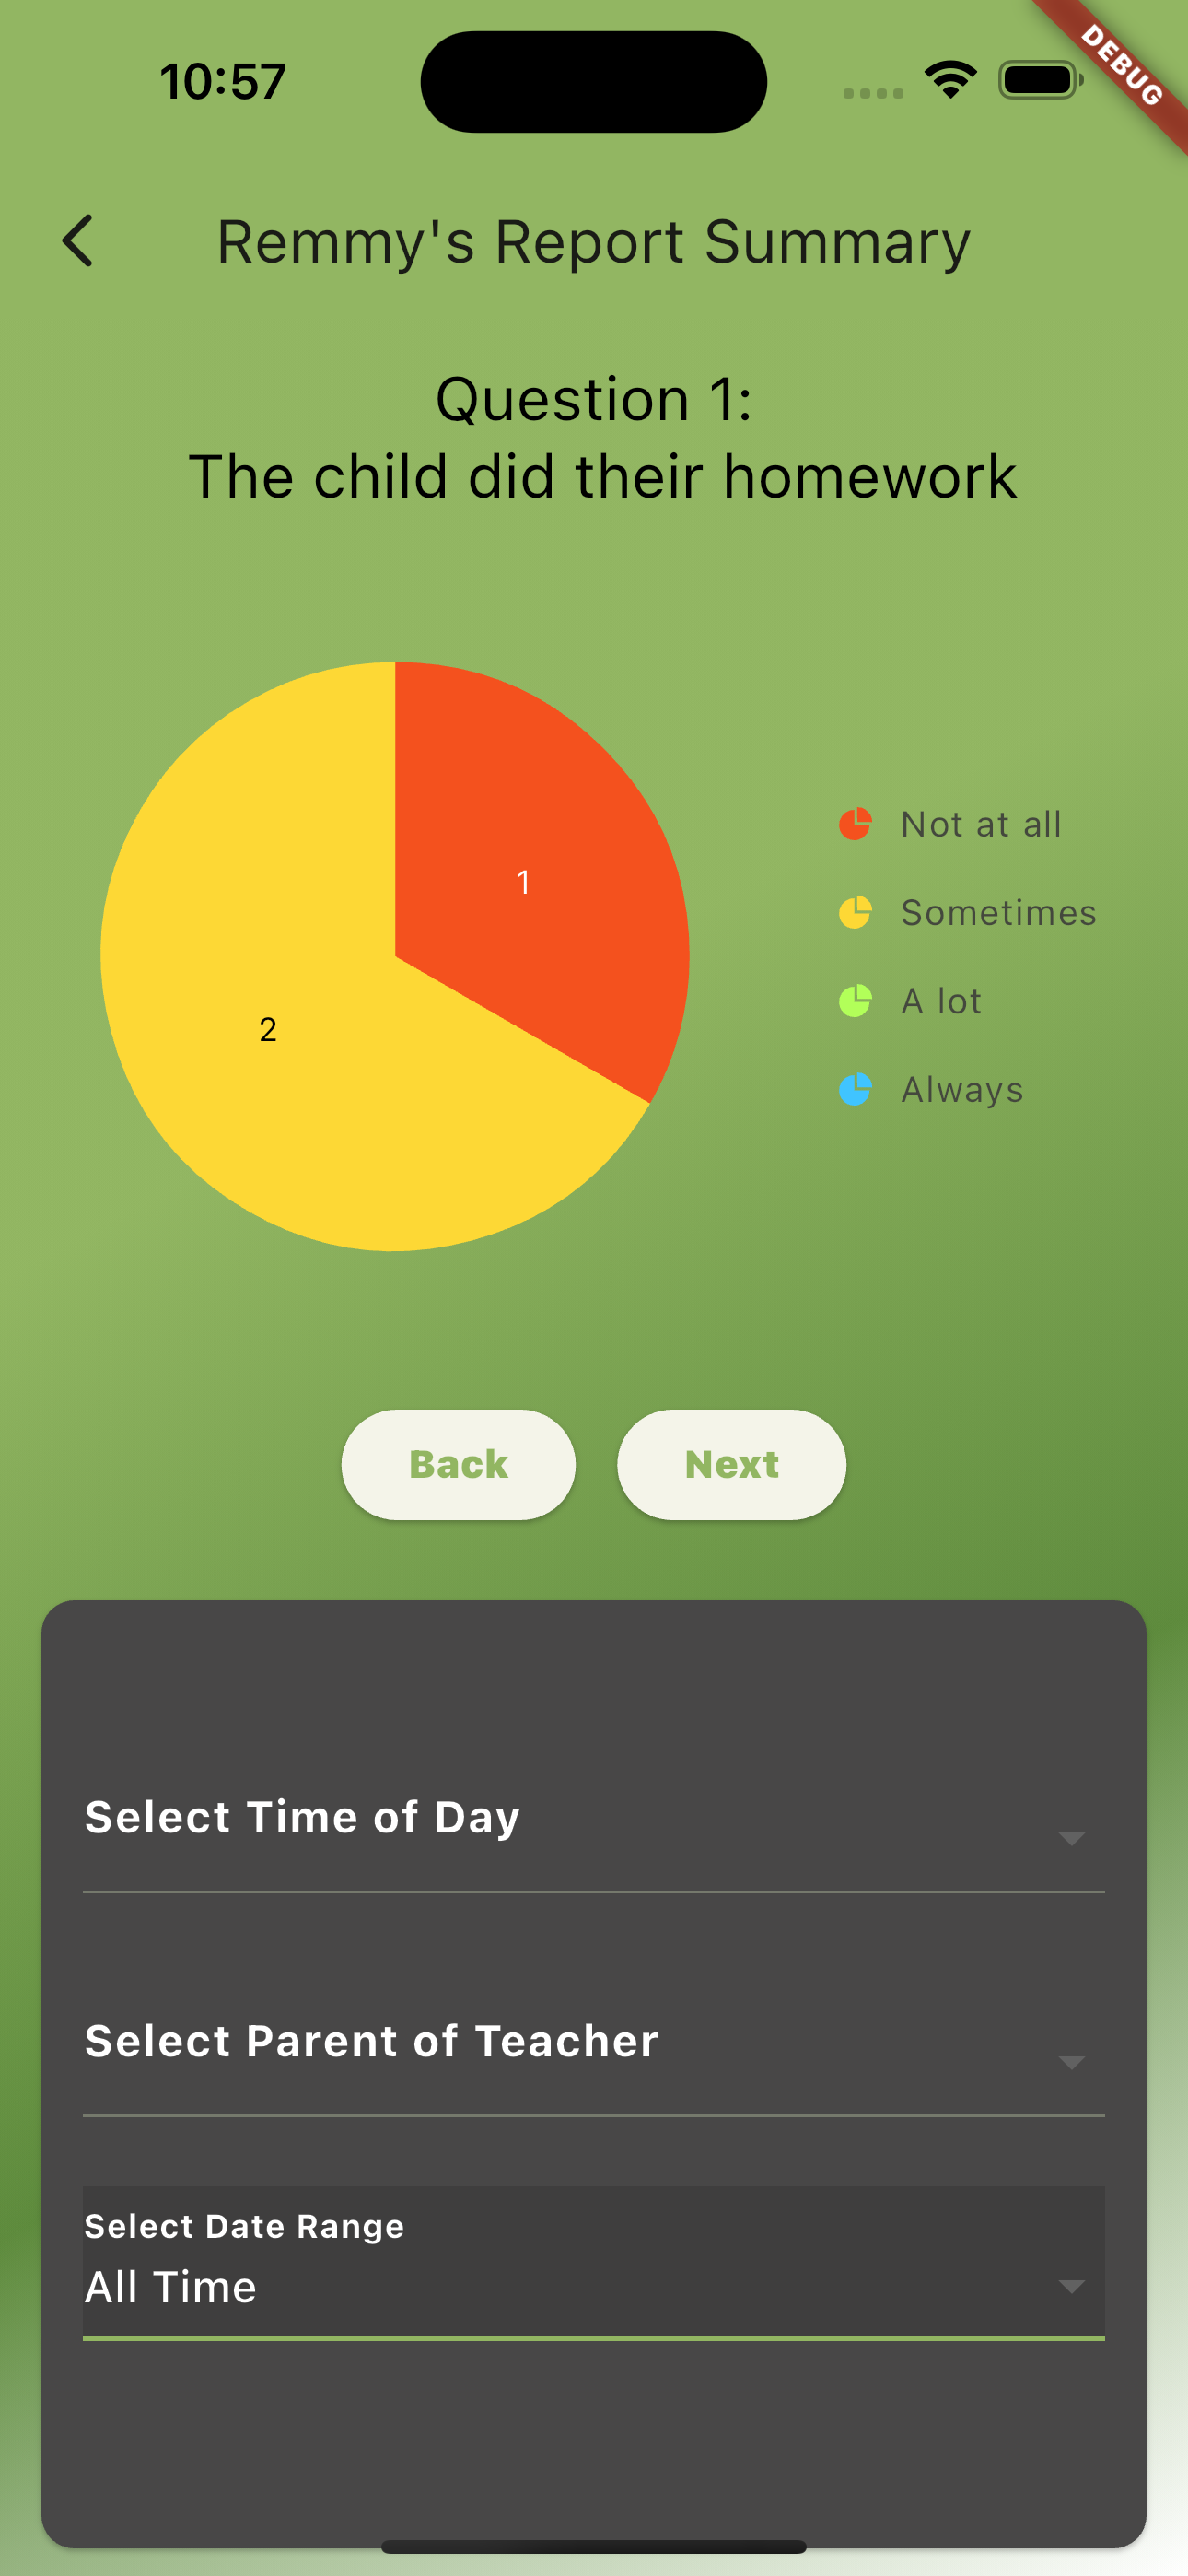 10:57
DEBUG
Remmy's Report Summary
Question 1:
The child did their homework
1
2
Not at all
Sometimes
A lot
Always
Back
Next
Select Time of Day
Select Parent of Teacher
Select Date Range
All Time